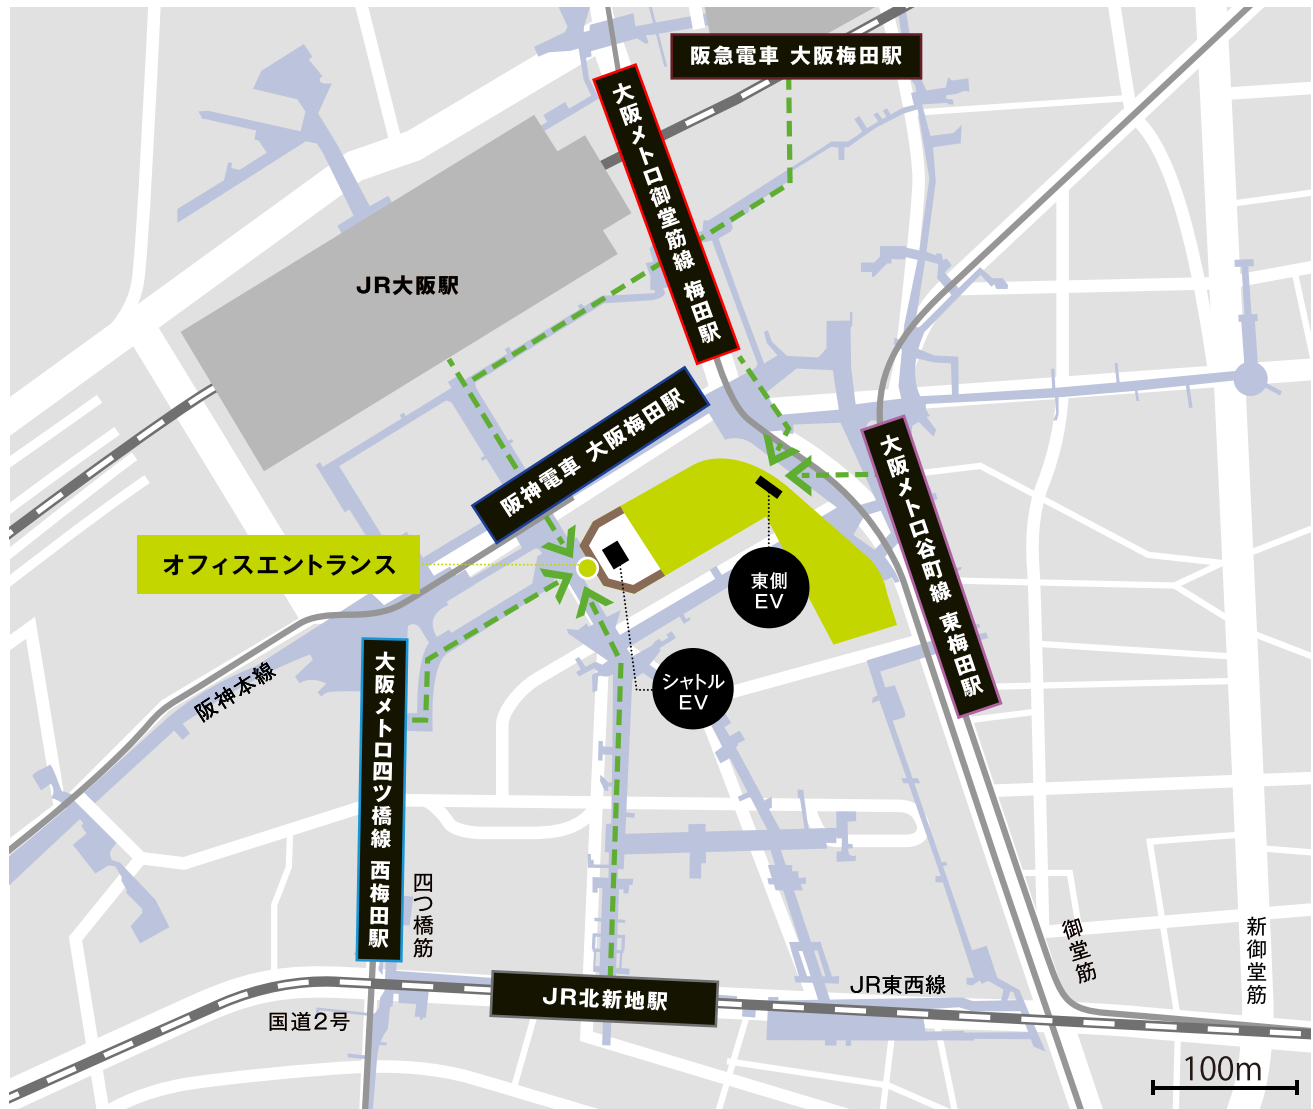 阪急電車 大阪梅田駅
大阪メトロ御堂筋線 梅田駅
JR大阪駅
阪神電車 大阪梅田駅
大阪メトロ谷町線 東梅田駅
オフィスエントランス
東側
EV
シャトル
EV
阪神本線
大阪メトロ四ツ橋線 西梅田駅
四つ橋筋
御堂筋
新御堂筋
JR東西線
JR北新地駅
国道2号
100m